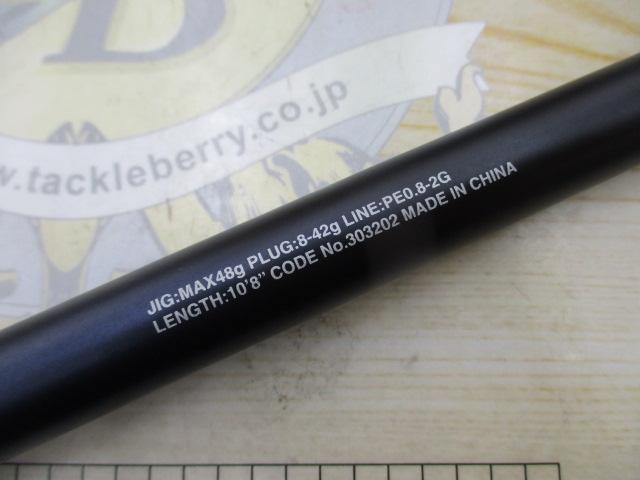 B
www.tackleberry.co.jp
JIG:MAX48g PLUG:8-42g LINE:PE0.8-2G
LENGTH:10'8" CODE No.303202 MADE IN CHINA